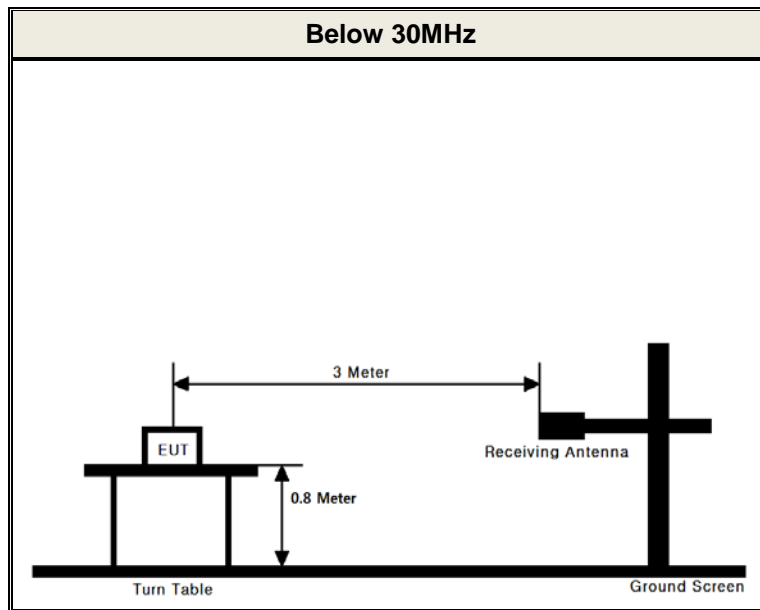 Below 30MHz
3 Meter
EUT
Receiving Antenna
0.8 Meter
Turn Table
Ground Screen